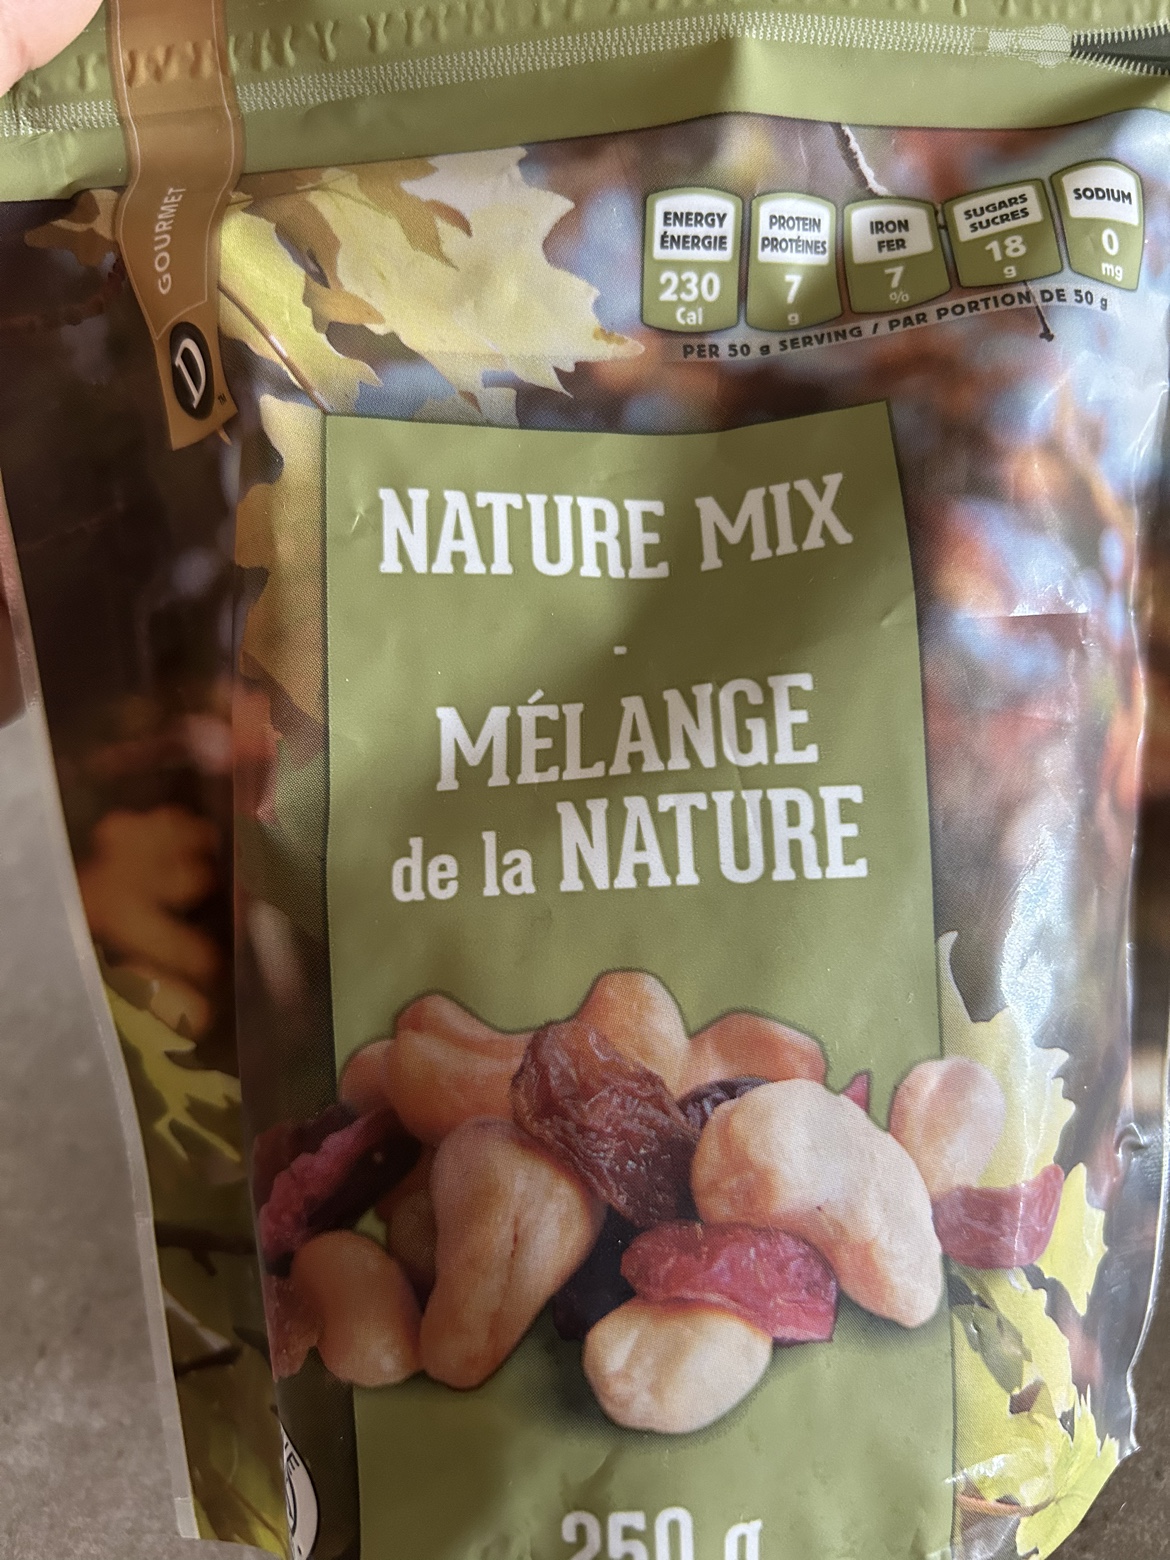 GOURMET
D
TM
ENERGY
ÉNERGIE
230
Cal
PROTEIN
PROTÉINES
7
g
IRON
FER
7
%
SUGARS
SUCRES
18
g
SODIUM
0
mg
PER 50 g SERVING / PAR PORTION DE 50 g
NATURE MIX
-
MÉLANGE
de la NATURE
250 g